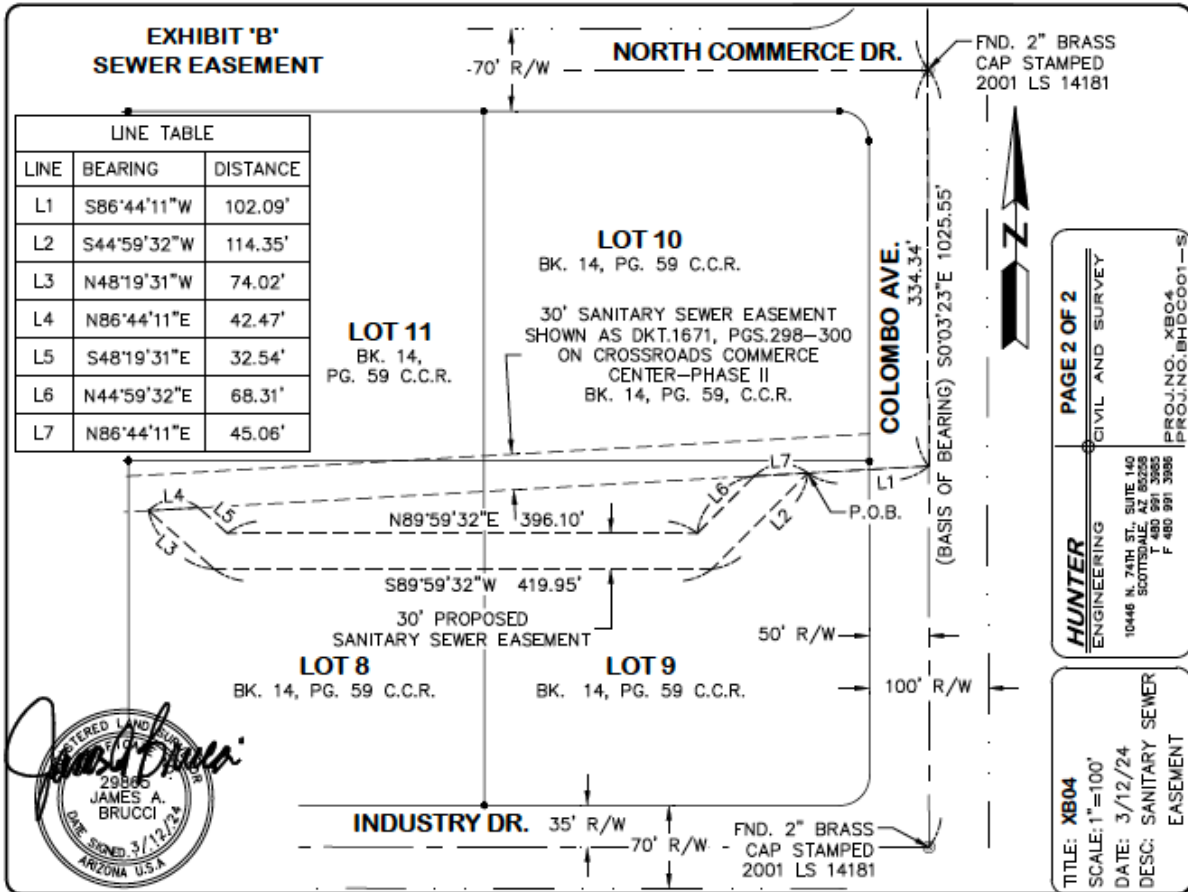 EXHIBIT 'B'
SEWER EASEMENT
70' R/W
NORTH COMMERCE DR.
FND. 2" BRASS
CAP STAMPED
2001 LS 14181
LINE TABLE
LINE BEARING DISTANCE
L1 S86°44'11"W 102.09'
L2 S44°59'32"W 114.35'
L3 N48°19'31"W 74.02'
L4 N86°44'11"E 42.47'
L5 S48°19'31"E 32.54'
L6 N44°59'32"E 68.31'
L7 N86°44'11"E 45.06'
LOT 10
BK. 14, PG. 59 C.C.R.
30' SANITARY SEWER EASEMENT
SHOWN AS DKT.1671, PGS.298-300
ON CROSSROADS COMMERCE
CENTER-PHASE II
BK. 14, PG. 59, C.C.R.
LOT 11
BK. 14,
PG. 59 C.C.R.
COLOMBO AVE.
334.34'
(BASIS OF BEARING) S0°03'23"E 1025.55'
Z
L4
L5
L3
L6
L7
L2
L1
P.O.B.
N89°59'32"E 396.10'
S89°59'32"W 419.95'
30' PROPOSED
SANITARY SEWER EASEMENT
50' R/W
100' R/W
LOT 8
BK. 14, PG. 59 C.C.R.
LOT 9
BK. 14, PG. 59 C.C.R.
INDUSTRY DR.
35' R/W
70' R/W
FND. 2" BRASS
CAP STAMPED
2001 LS 14181
29865
JAMES A.
BRUCCI
DATE SIGNED 3/12/24
ARIZONA U.S.A
PAGE 2 OF 2
HUNTER
ENGINEERING
CIVIL AND SURVEY
10446 N. 74TH ST., SUITE 140
SCOTTSDALE, AZ 85258
T 480 991 3985
F 480 991 3986
PROJ.NO. XB04
PROJ.NO.BHDC001-S
TITLE: XB04
SCALE: 1"=100'
DATE: 3/12/24
DESC: SANITARY SEWER
EASEMENT